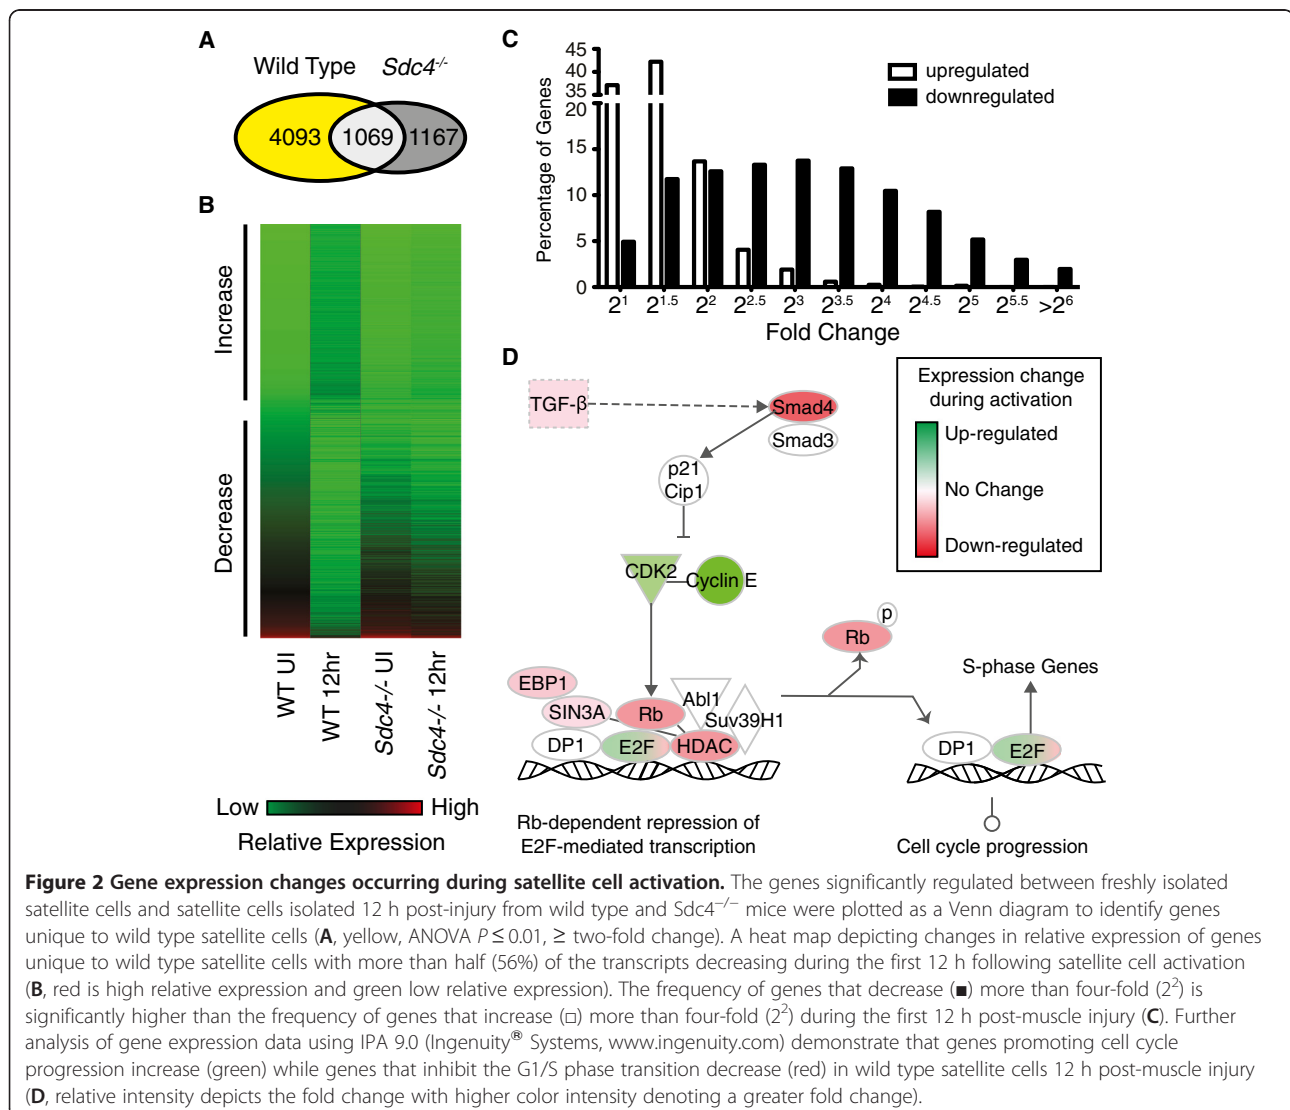 A
Wild Type Sdc4-/-
4093 1069 1167
B
Increase
Decrease
WT UI
WT 12hr
Sdc4-/- UI
Sdc4-/- 12hr
Low High
Relative Expression
C
45
40
35
20
15
10
5
0
Percentage of Genes
upregulated
downregulated
2^1 2^1.5 2^2 2^2.5 2^3 2^3.5 2^4 2^4.5 2^5 2^5.5 >2^6
Fold Change
D
TGF-β
Smad4
Smad3
p21
Cip1
CDK2
Cyclin E
EBP1
SIN3A
Rb
Abl1
Suv39H1
DP1
E2F
HDAC
Rb-dependent repression of
E2F-mediated transcription
Rb
p
S-phase Genes
DP1
E2F
Cell cycle progression
Expression change
during activation
Up-regulated
No Change
Down-regulated
Figure 2 Gene expression changes occurring during satellite cell activation. The genes significantly regulated between freshly isolated
satellite cells and satellite cells isolated 12 h post-injury from wild type and Sdc4−/− mice were plotted as a Venn diagram to identify genes
unique to wild type satellite cells (A, yellow, ANOVA P ≤ 0.01, ≥ two-fold change). A heat map depicting changes in relative expression of genes
unique to wild type satellite cells with more than half (56%) of the transcripts decreasing during the first 12 h following satellite cell activation
(B, red is high relative expression and green low relative expression). The frequency of genes that decrease (■) more than four-fold (2^2) is
significantly higher than the frequency of genes that increase (□) more than four-fold (2^2) during the first 12 h post-muscle injury (C). Further
analysis of gene expression data using IPA 9.0 (Ingenuity® Systems, www.ingenuity.com) demonstrate that genes promoting cell cycle
progression increase (green) while genes that inhibit the G1/S phase transition decrease (red) in wild type satellite cells 12 h post-muscle injury
(D, relative intensity depicts the fold change with higher color intensity denoting a greater fold change).